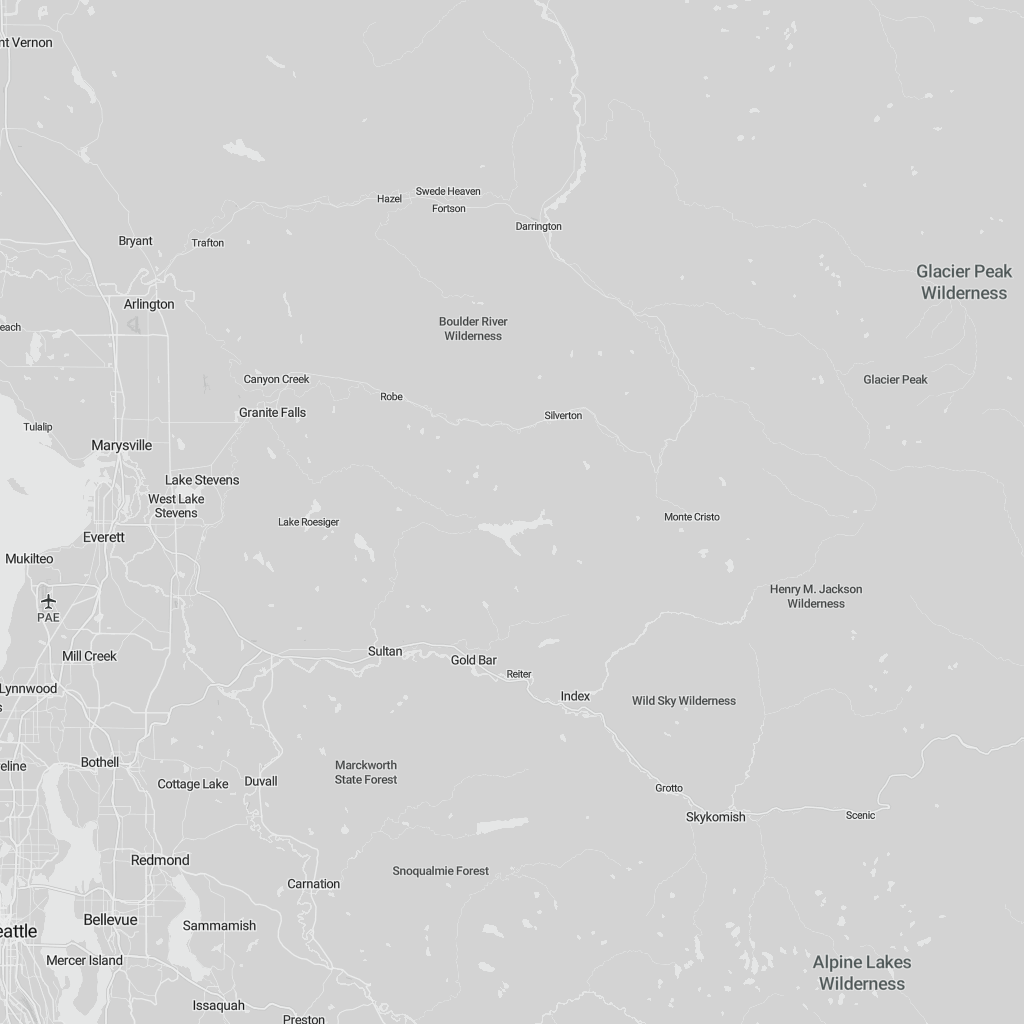 nt Vernon
Swede Heaven
Hazel
Fortson
Darrington
Bryant
Trafton
Glacier Peak
Wilderness
Arlington
each
Boulder River
Wilderness
Canyon Creek
Glacier Peak
Robe
Granite Falls
Silverton
Tulalip
Marysville
Lake Stevens
West Lake
Stevens
Lake Roesiger
Monte Cristo
Everett
Mukilteo
Henry M. Jackson
Wilderness
PAE
Sultan
Mill Creek
Gold Bar
Reiter
Lynnwood
Index
Wild Sky Wilderness
s
eline
Bothell
Marckworth
State Forest
Cottage Lake
Duvall
Grotto
Skykomish
Scenic
Redmond
Snoqualmie Forest
Carnation
Bellevue
Sammamish
eattle
Mercer Island
Alpine Lakes
Wilderness
Issaquah
Preston